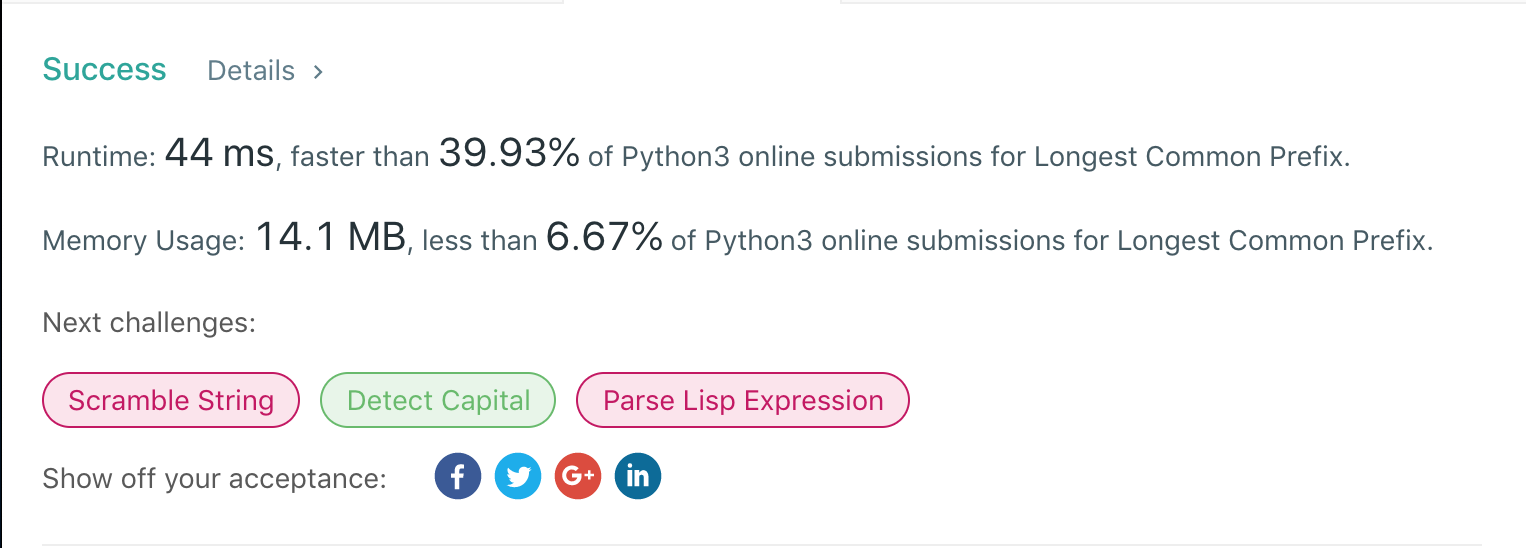 Success Details >
Runtime: 44 ms, faster than 39.93% of Python3 online submissions for Longest Common Prefix.
Memory Usage: 14.1 MB, less than 6.67% of Python3 online submissions for Longest Common Prefix.
Next challenges:
Scramble String Detect Capital Parse Lisp Expression
Show off your acceptance: f G+ in